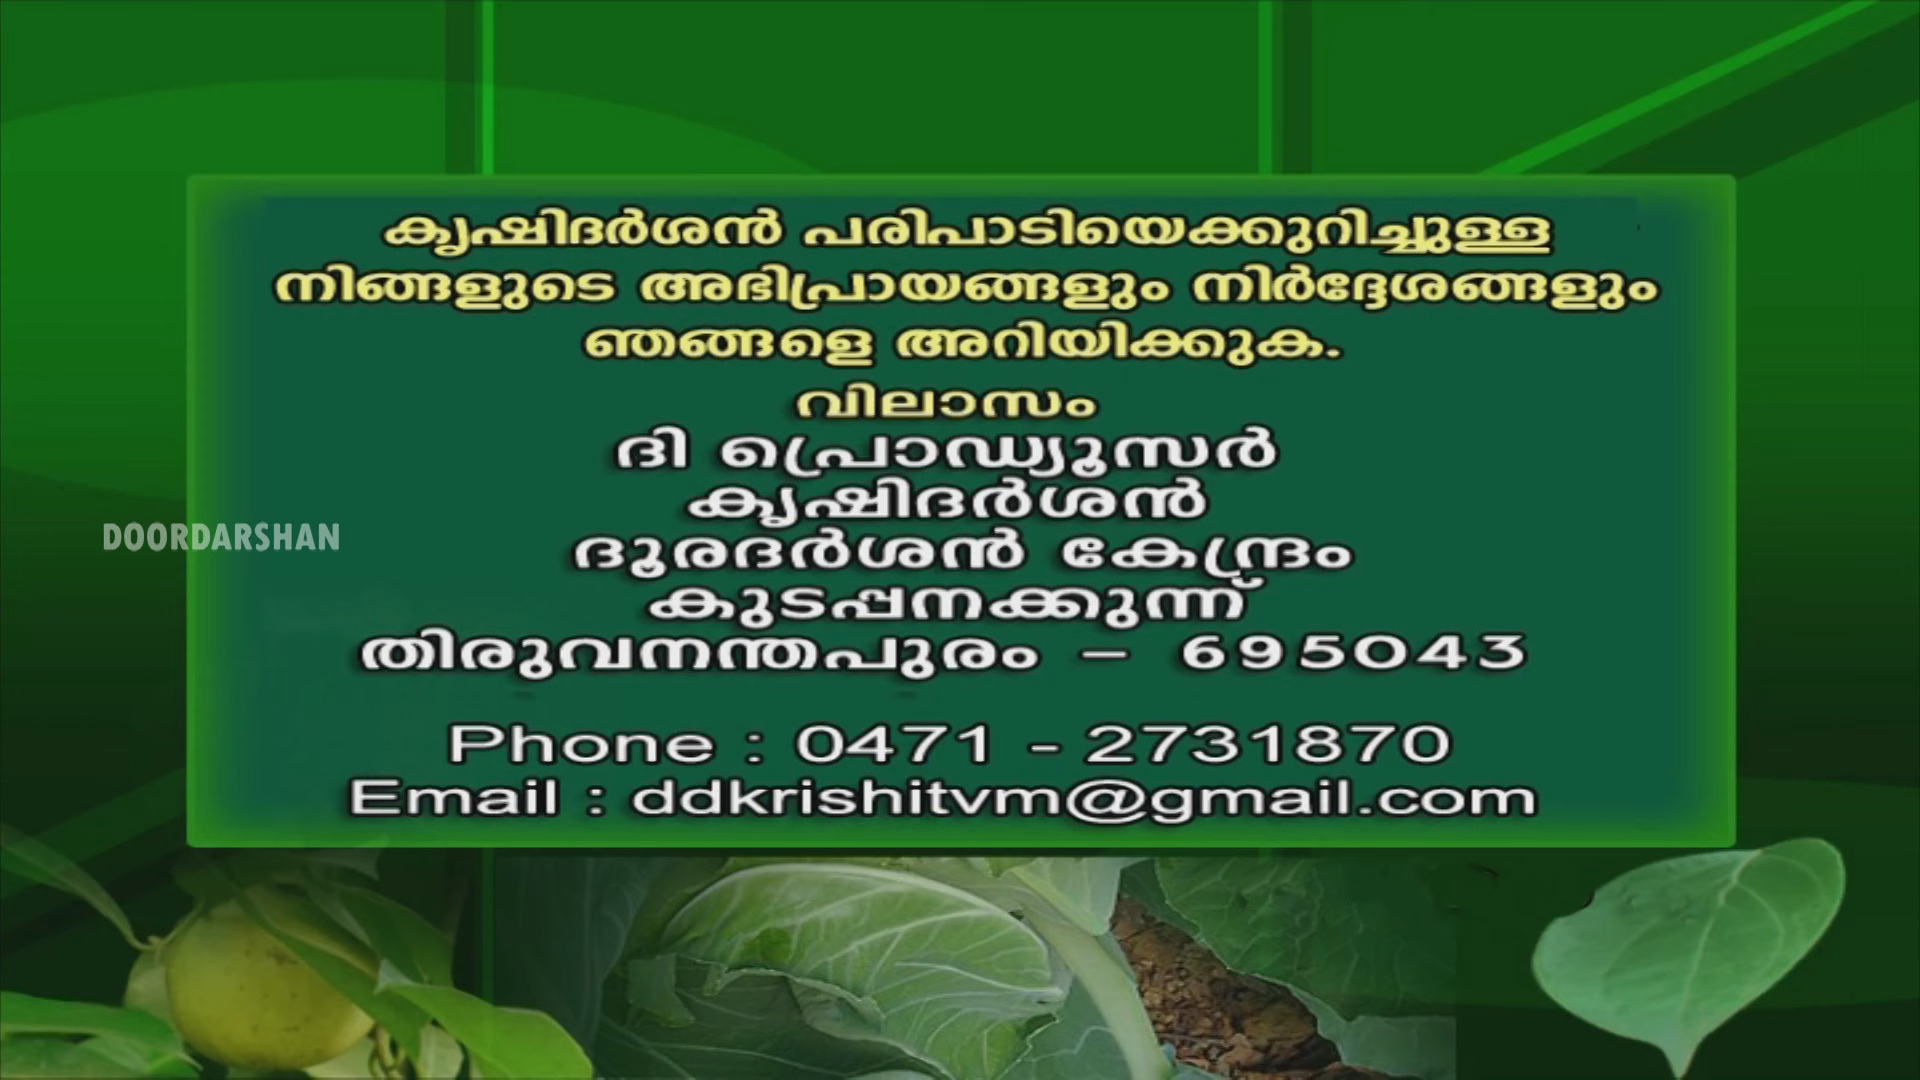 കൃഷിദർശൻ പരിപാടിയെക്കുറിച്ചുള്ള
നിങ്ങളുടെ അഭിപ്രായങ്ങളും നിർദ്ദേശങ്ങളും
ഞങ്ങളെ അറിയിക്കുക.
വിലാസം
ദി പ്രൊഡ്യൂസർ
കൃഷിദർശൻ
DOORDARSHAN
ദൂരദർശൻ കേന്ദ്രം
കുടപ്പനക്കുന്ന്
തിരുവനന്തപുരം – 695043
Phone : 0471 - 2731870
Email : ddkrishitvm@gmail.com